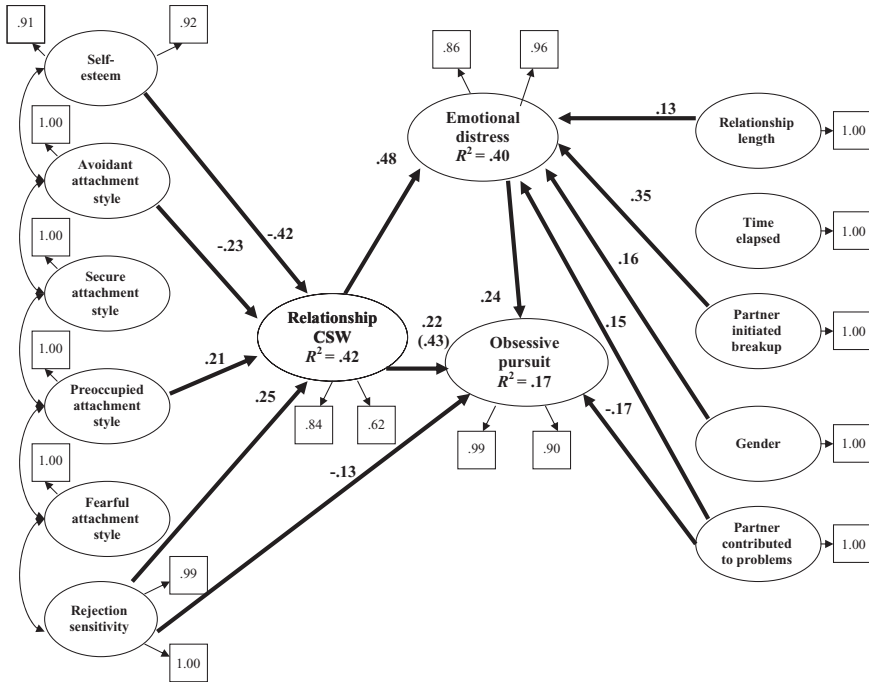 .91
.92
Self-
esteem
1.00
Avoidant
attachment
style
1.00
Secure
attachment
style
1.00
Preoccupied
attachment
style
1.00
Fearful
attachment
style
.99
Rejection
sensitivity
1.00
-.42
-.23
.21
.25
-.13
Relationship
CSW
R² = .42
.84
.62
.48
.22
(.43)
.86
.96
Emotional
distress
R² = .40
.24
Obsessive
pursuit
R² = .17
.99
.90
.13
.35
.16
.15
-.17
Relationship
length
1.00
Time
elapsed
1.00
Partner
initiated
breakup
1.00
Gender
1.00
Partner
contributed
to problems
1.00